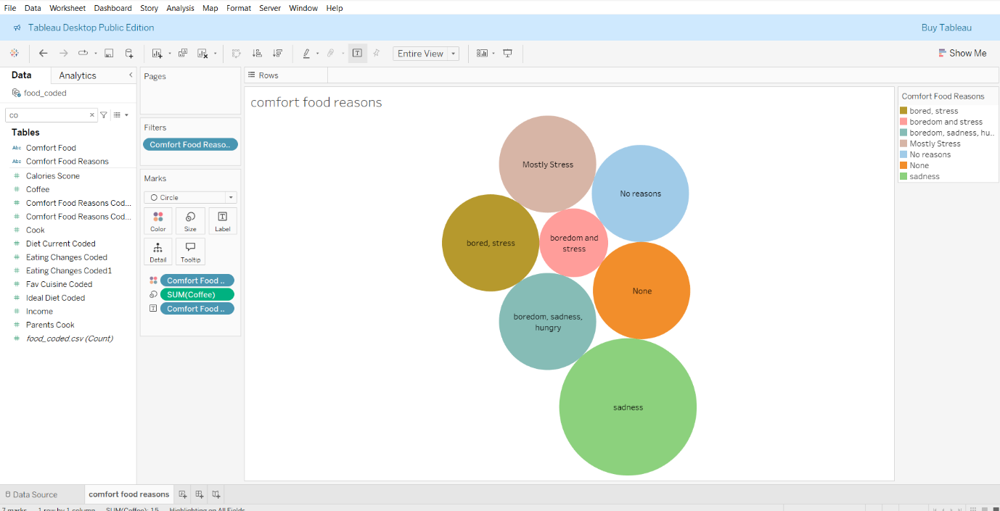 File Data Worksheet Dashboard Story Analysis Map Format Server Window Help
Tableau Desktop Public Edition
Buy Tableau
Entire View
Show Me
Data
Analytics
food_coded
co
Tables
Abc Comfort Food
Abc Comfort Food Reasons
# Calories Scone
# Coffee
# Comfort Food Reasons Cod...
# Comfort Food Reasons Cod...
# Cook
# Diet Current Coded
# Eating Changes Coded
# Eating Changes Coded1
# Fav Cuisine Coded
# Ideal Diet Coded
# Income
# Parents Cook
# food_coded.csv (Count)
Pages
Filters
Comfort Food Reaso..
Marks
Circle
Color
Size
T
Label
Detail
Tooltip
Comfort Food ..
SUM(Coffee)
T Comfort Food ..
Rows
comfort food reasons
Mostly Stress
No reasons
bored, stress
boredom and
stress
None
boredom, sadness,
hungry
sadness
Comfort Food Reasons
bored, stress
boredom and stress
boredom, sadness, hu..
Mostly Stress
No reasons
None
sadness
Data Source
comfort food reasons
7 marks 1 row by 1 column SUM(Coffee): 15 Highlighting on All Fields